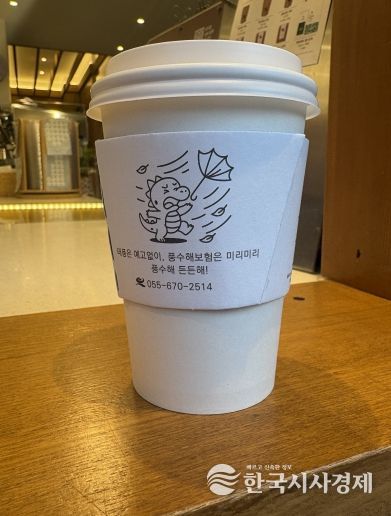 태풍은 예고없이, 풍수해보험은 미리미리
풍수해 든든해!
055-670-2514
빠르고 신속한 정보
한국시사경제